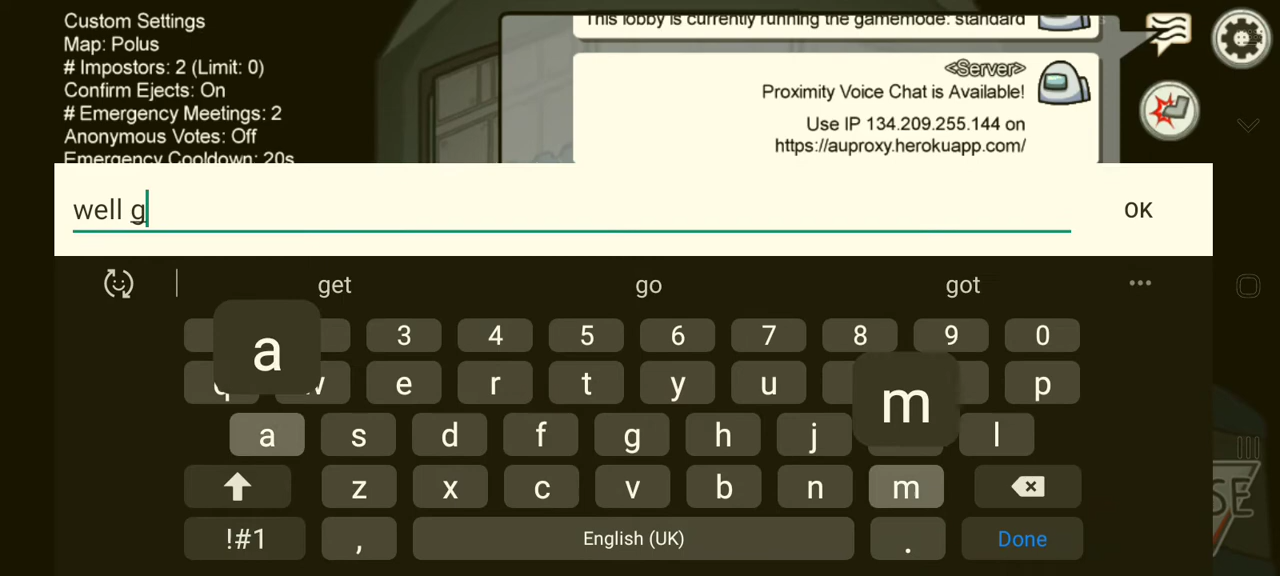 Custom Settings
Map: Polus
# Impostors: 2 (Limit: 0)
Confirm Ejects: On
# Emergency Meetings: 2
Anonymous Votes: Off
Emergency Cooldown: 20s
This lobby is currently running the gamemode: standard
<Server>
Proximity Voice Chat is Available!
Use IP 134.209.255.144 on
https://auproxy.herokuapp.com/
well g
OK
get go got
a
3 4 5 6 7 8 9 0
m
q w e r t y u p
a s d f g h j l
z x c v b n m
!#1 , English (UK) . Done
SE